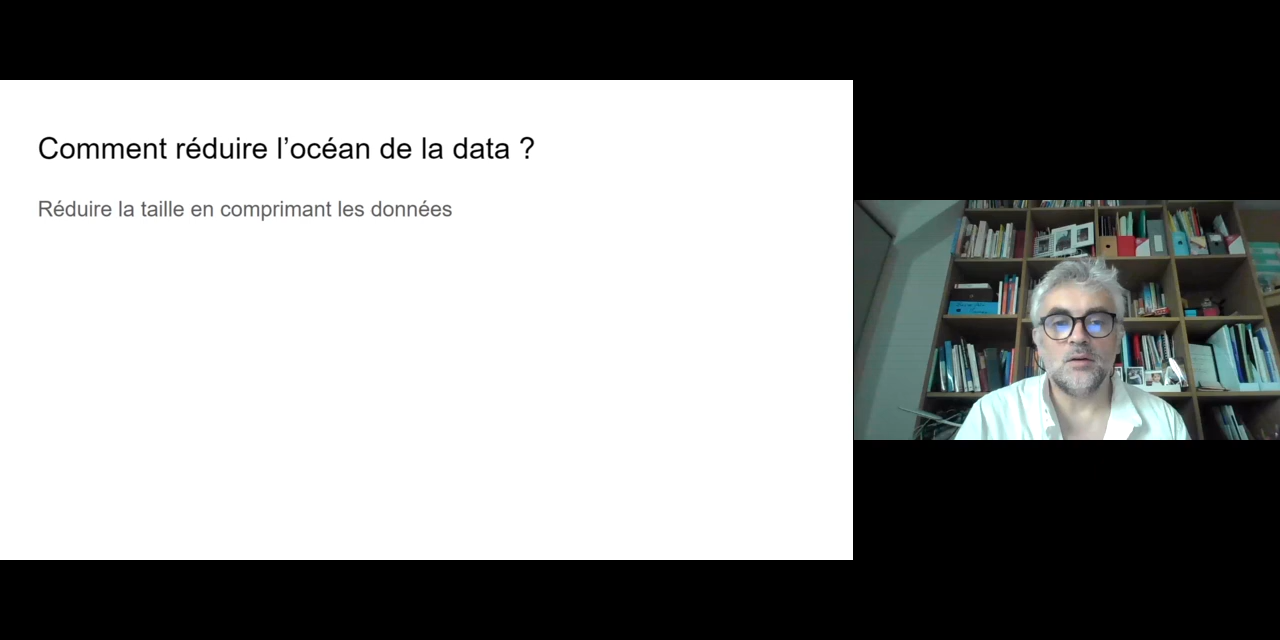 Comment réduire l’océan de la data ?
Réduire la taille en comprimant les données